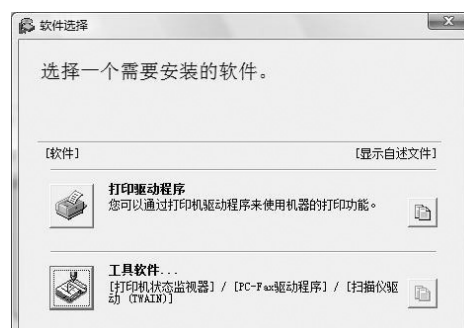 软件选择
选择一个需要安装的软件。
[软件] [显示自述文件]
打印驱动程序
您可以通过打印机驱动程序来使用机器的打印功能。
工具软件...
[打印机状态监视器] / [PC-Fax驱动程序] / [扫描仪驱
动 (TWAIN)]